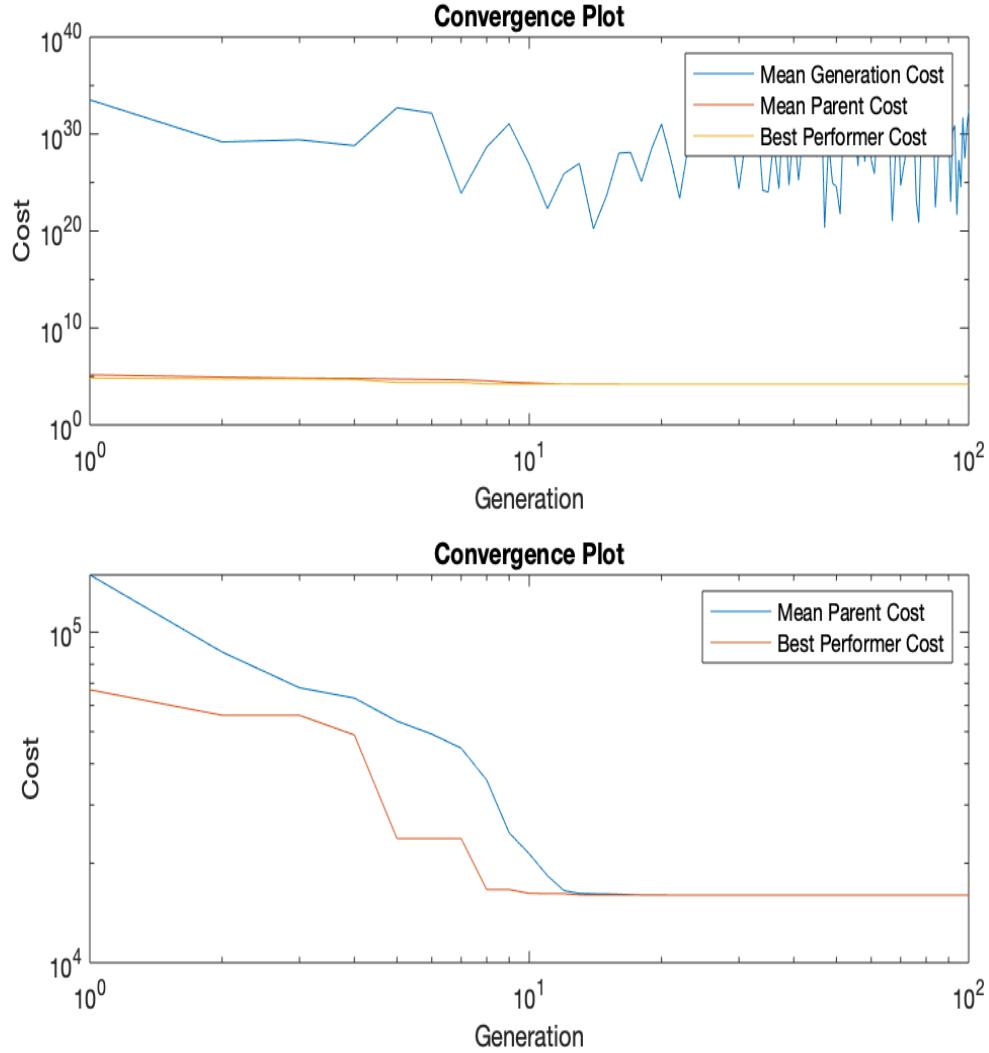 Convergence Plot
10^40
10^30
10^20
10^10
10^0
Cost
Mean Generation Cost
Mean Parent Cost
Best Performer Cost
10^0
10^1
10^2
Generation
Convergence Plot
10^5
10^4
Cost
Mean Parent Cost
Best Performer Cost
10^0
10^1
10^2
Generation